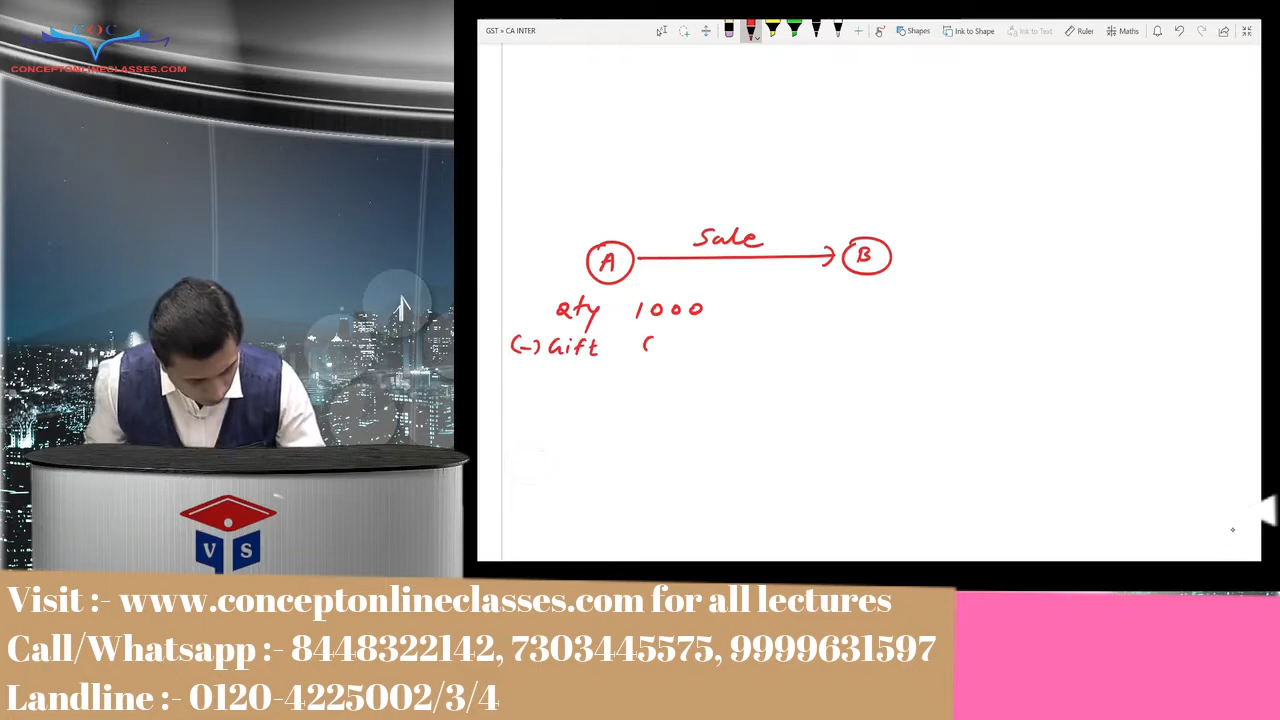 COC
CONCEPTONLINECLASSES.COM
GST » CA INTER
Shapes
Ink to Shape
Ink to Text
Ruler
Maths
Sale
A
B
Qty 1000
(-) Gift (
V S
Visit :- www.conceptonlineclasses.com for all lectures
Call/Whatsapp :- 8448322142, 7303445575, 9999631597
Landline :- 0120-4225002/3/4